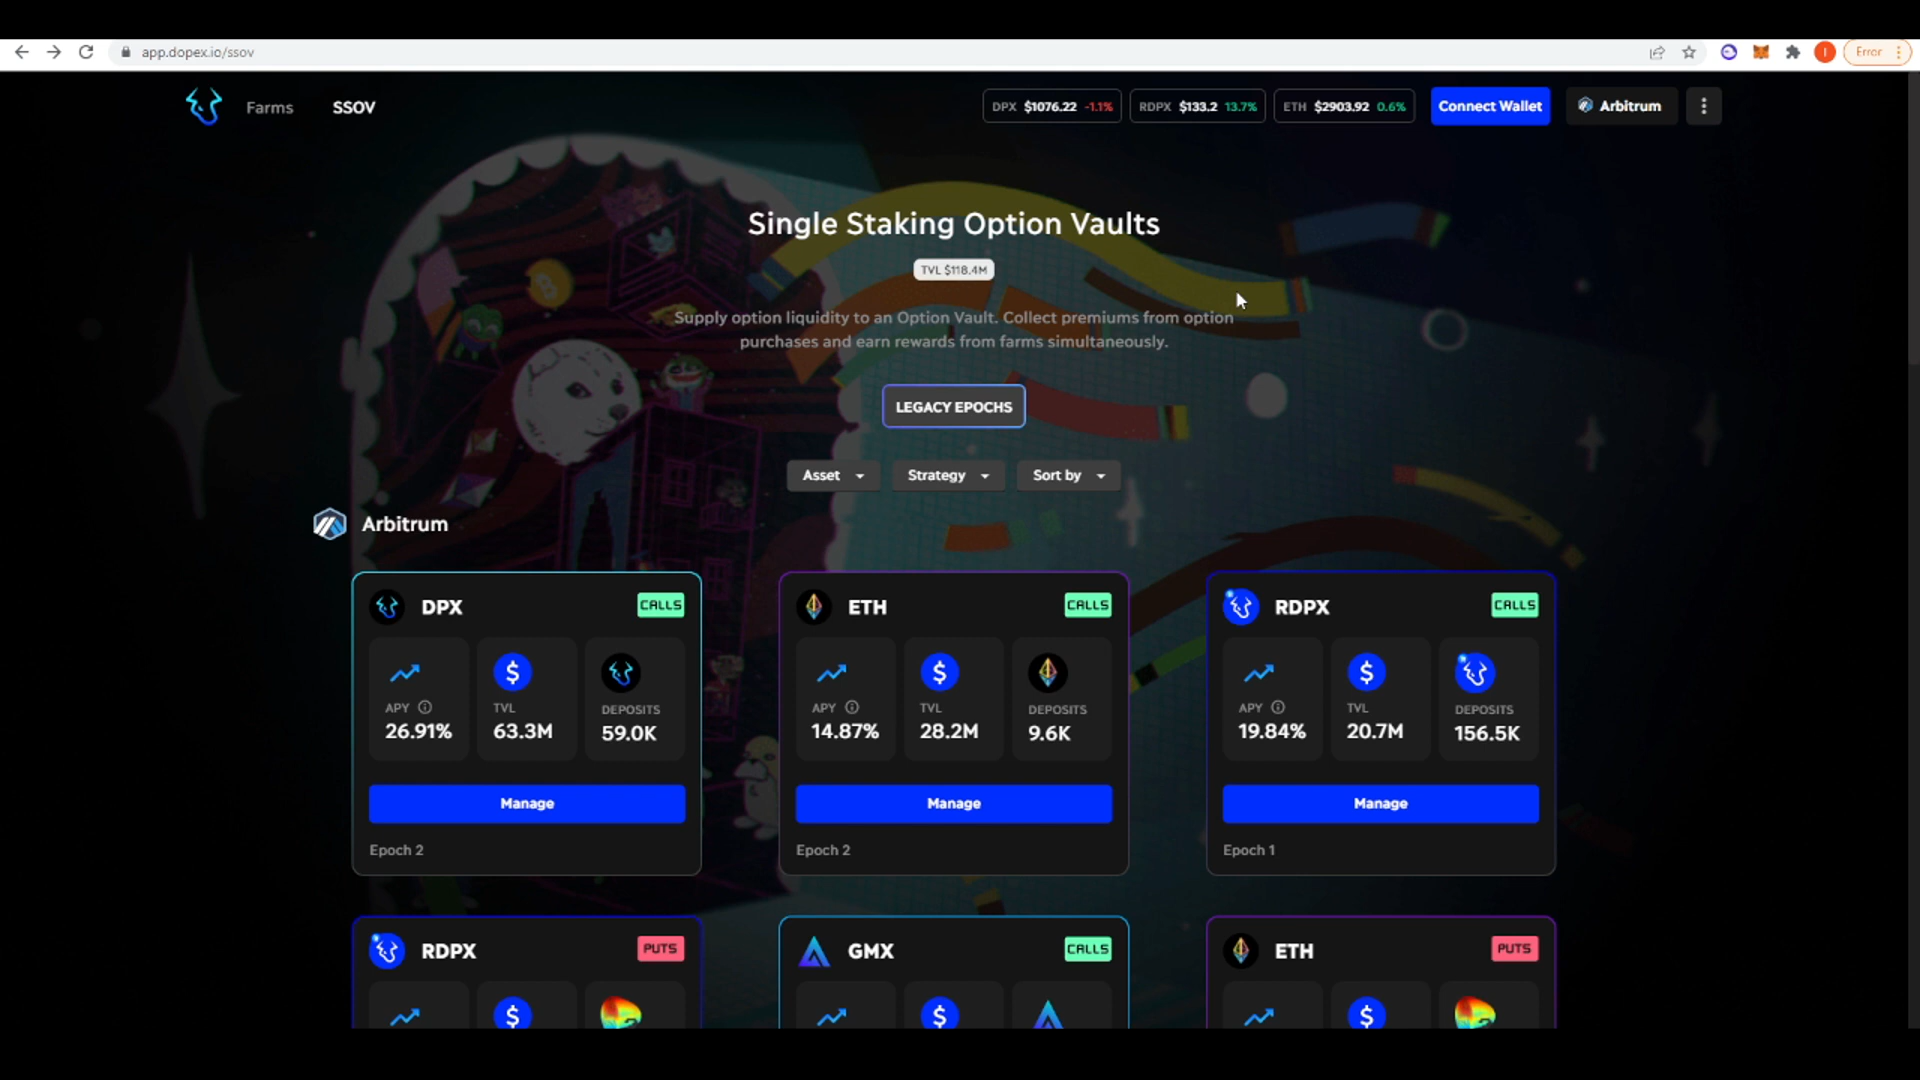 app.dopex.io/ssov
Error
Farms
SSOV
DPX $1076.22 -1.1%
RDPX $133.2 13.7%
ETH $2903.92 0.6%
Connect Wallet
Arbitrum
Single Staking Option Vaults
TVL $118.4M
Supply option liquidity to an Option Vault. Collect premiums from option
purchases and earn rewards from farms simultaneously.
LEGACY EPOCHS
Asset
Strategy
Sort by
Arbitrum
DPX
CALLS
APY
26.91%
TVL
63.3M
DEPOSITS
59.0K
Manage
Epoch 2
ETH
CALLS
APY
14.87%
TVL
28.2M
DEPOSITS
9.6K
Manage
Epoch 2
RDPX
CALLS
APY
19.84%
TVL
20.7M
DEPOSITS
156.5K
Manage
Epoch 1
RDPX
PUTS
GMX
CALLS
ETH
PUTS